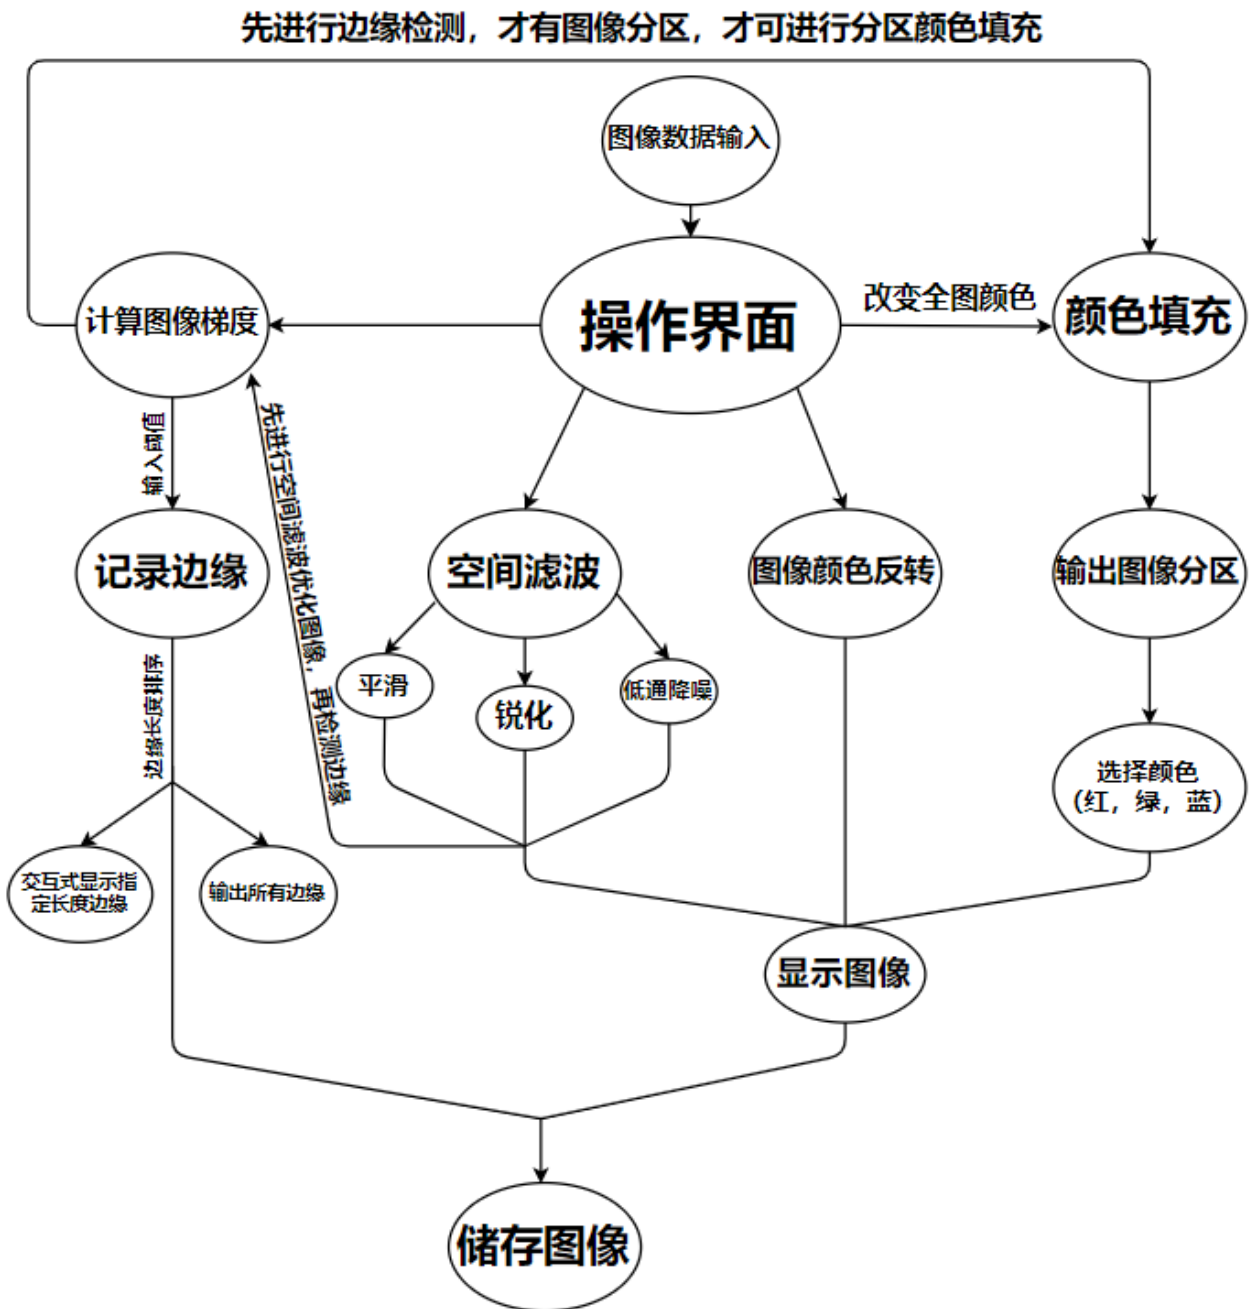 先进行边缘检测，才有图像分区，才可进行分区颜色填充
图像数据输入
操作界面
改变全图颜色
颜色填充
计算图像梯度
输入阈值
先进行空间滤波优化图像，再检测边缘
记录边缘
空间滤波
图像颜色反转
输出图像分区
边缘长度排序
平滑
锐化
低通降噪
选择颜色
（红，绿，蓝）
交互式显示指
定长度边缘
输出所有边缘
显示图像
储存图像